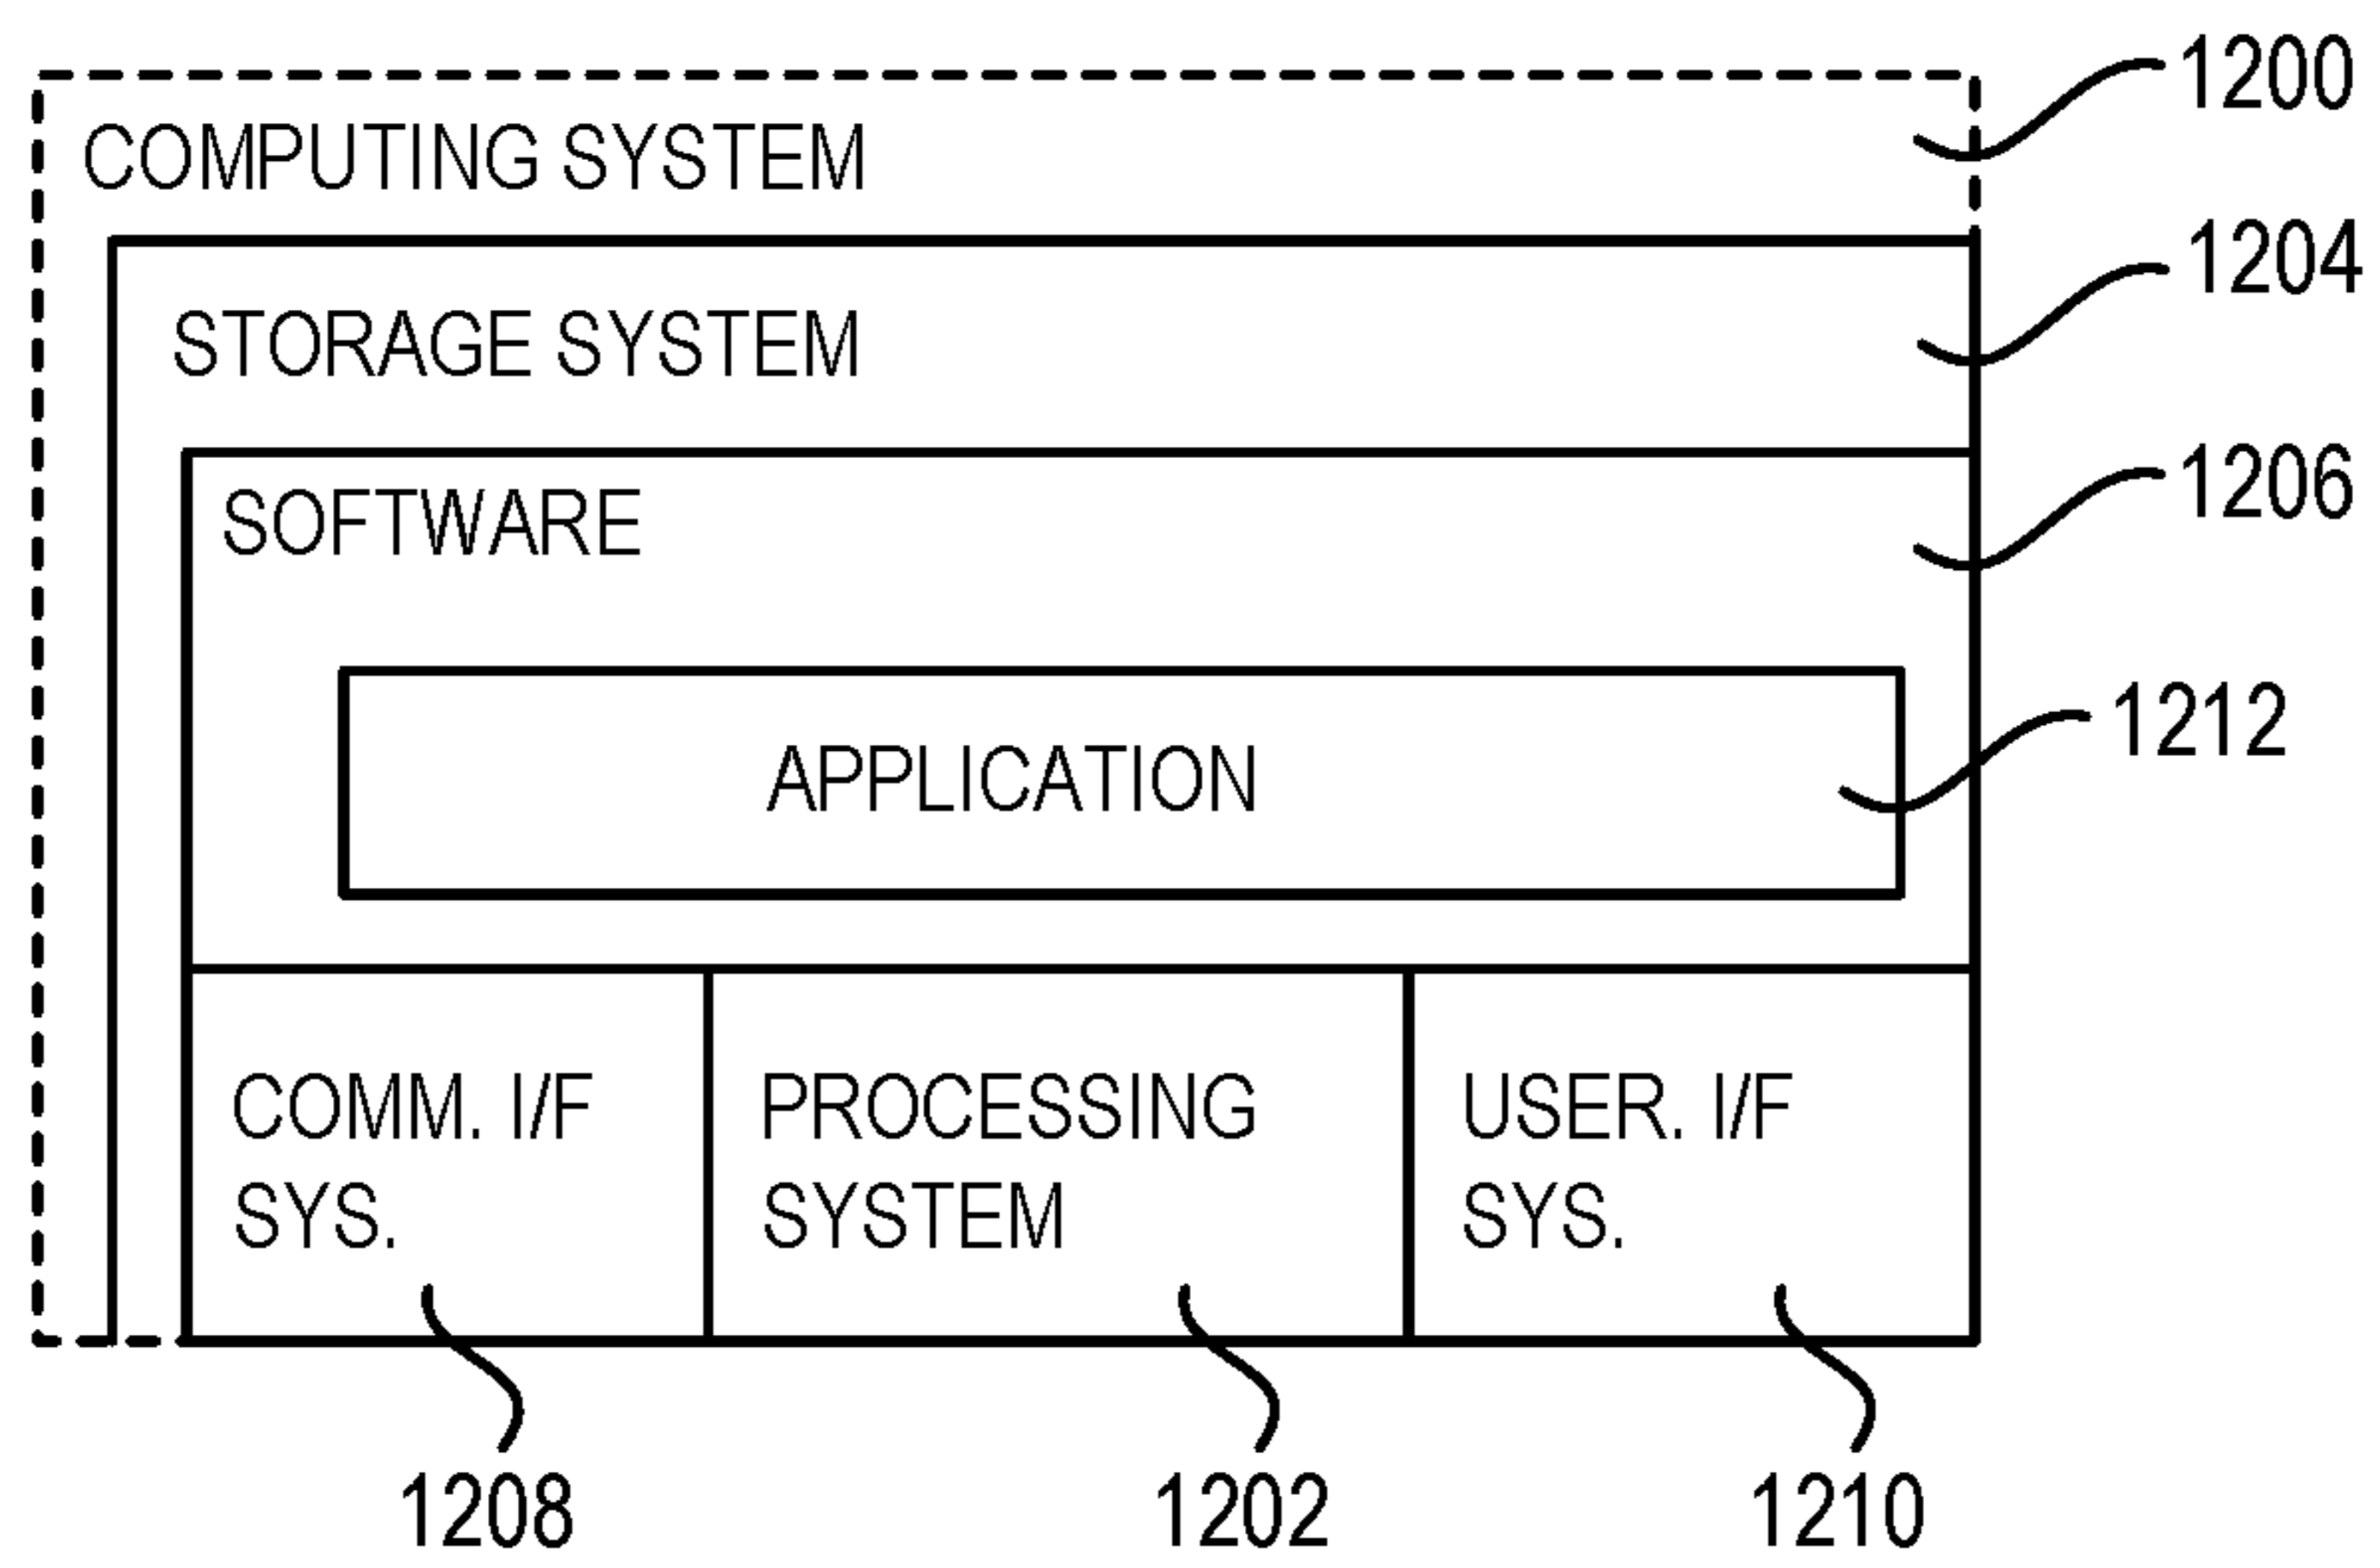 1200
COMPUTING SYSTEM
1204
STORAGE SYSTEM
1206
SOFTWARE
1212
APPLICATION
COMM. I/F
SYS.
PROCESSING
SYSTEM
USER. I/F
SYS.
1208
1202
1210